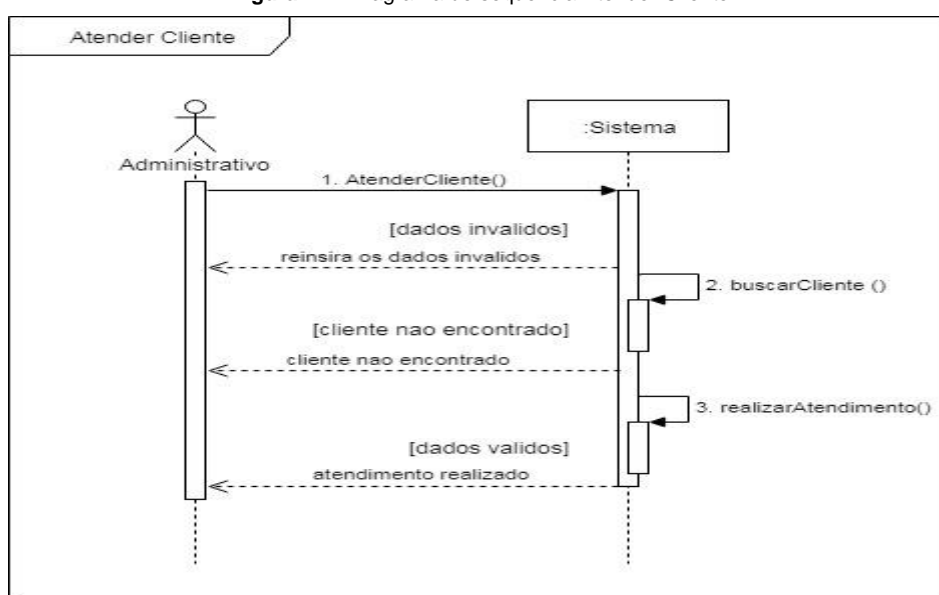 Atender Cliente
:Sistema
Administrativo
1. AtenderCliente()
[dados invalidos]
reinsira os dados invalidos
2. buscarCliente ()
[cliente nao encontrado]
cliente nao encontrado
3. realizarAtendimento()
[dados validos]
atendimento realizado